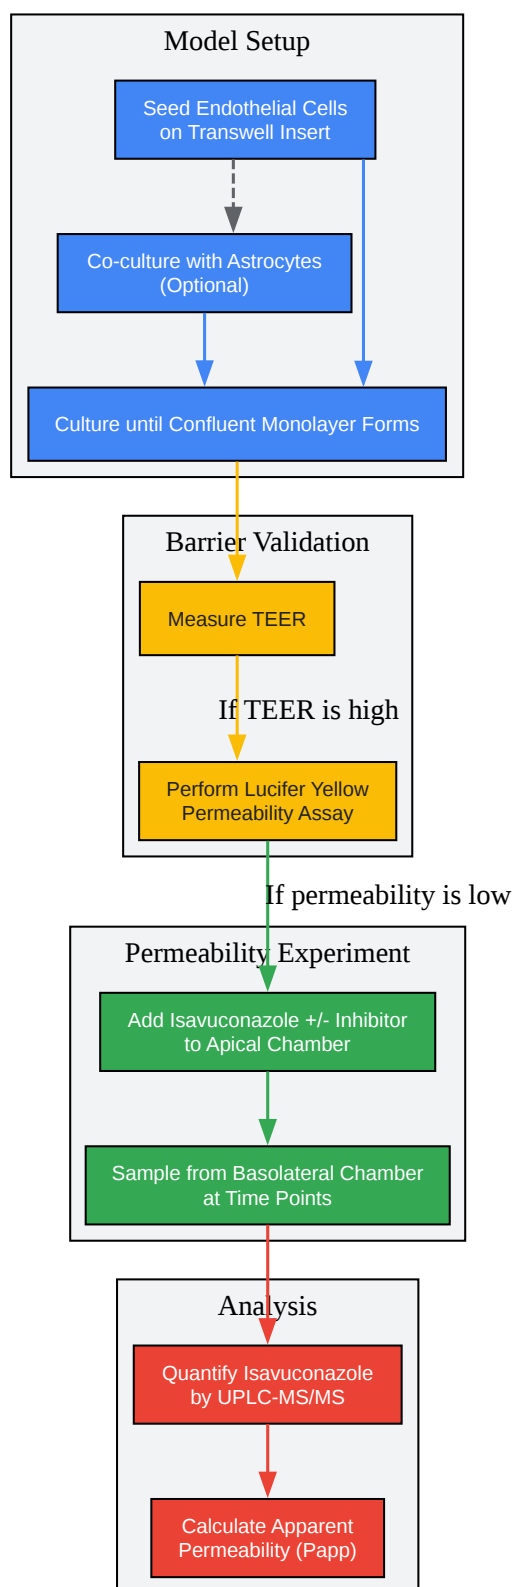 Model Setup
Seed Endothelial Cells
on Transwell Insert
Co-culture with Astrocytes
(Optional)
Culture until Confluent Monolayer Forms
Barrier Validation
Measure TEER
If TEER is high
Perform Lucifer Yellow
Permeability Assay
If permeability is low
Permeability Experiment
Add Isavuconazole +/- Inhibitor
to Apical Chamber
Sample from Basolateral Chamber
at Time Points
Analysis
Quantify Isavuconazole
by UPLC-MS/MS
Calculate Apparent
Permeability (Papp)